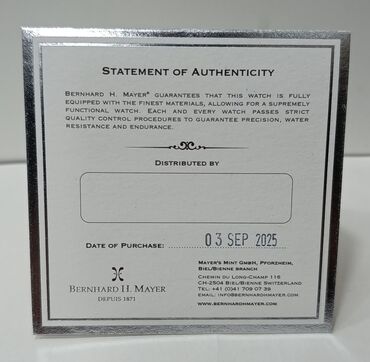 STATEMENT OF AUTHENTICITY
BERNHARD H. MAYER® GUARANTEES THAT THIS WATCH IS FULLY
EQUIPPED WITH THE FINEST MATERIALS, ALLOWING FOR A SUPREMELY
FUNCTIONAL WATCH. EACH AND EVERY WATCH PASSES STRICT
QUALITY CONTROL PROCEDURES TO GUARANTEE PRECISION, WATER
RESISTANCE AND ENDURANCE.
DISTRIBUTED BY
DATE OF PURCHASE: 03 SEP 2025
BERNHARD H. MAYER
DEPUIS 1871
MAYER'S MINT GMBH, PFORZHEIM,
BIEL/BIENNE BRANCH
CHEMIN DU LONG-CHAMP 116
CH-2504 BIEL/BIENNE SWITZERLAND
TEL: +41 (0)41 709 07 39
EMAIL: INFO@BERNHARDHMAYER.COM
WWW.BERNHARDHMAYER.COM